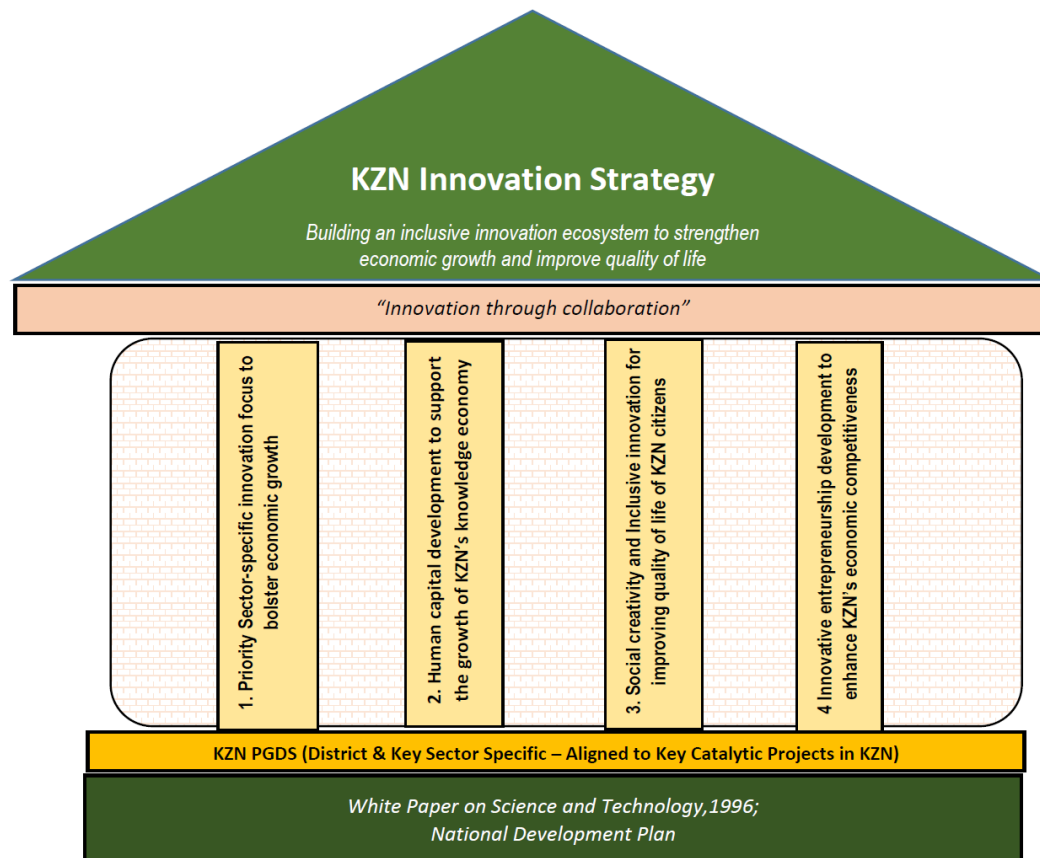 KZN Innovation Strategy
Building an inclusive innovation ecosystem to strengthen
economic growth and improve quality of life
“Innovation through collaboration”
1. Priority Sector-specific innovation focus to
bolster economic growth
2. Human capital development to support
the growth of KZN’s knowledge economy
3. Social creativity and Inclusive innovation for
improving quality of life of KZN citizens
4 Innovative entrepreneurship development to
enhance KZN’s economic competitiveness
KZN PGDS (District & Key Sector Specific – Aligned to Key Catalytic Projects in KZN)
White Paper on Science and Technology,1996;
National Development Plan